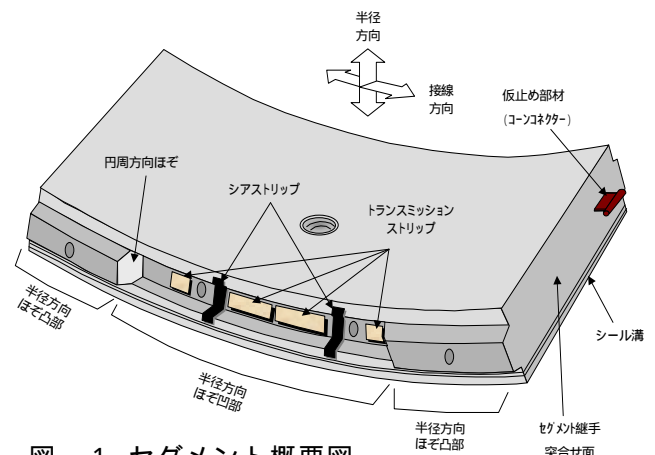 半径
方向
接線
方向
仮止め部材
(コーンコネクター)
円周方向ほぞ
シアストリップ
トランスミッション
ストリップ
半径方向
ほぞ凸部
半径方向
ほぞ凹部
半径方向
ほぞ凸部
シール溝
セグメント継手
突合せ面
図 1 セグメント概要図